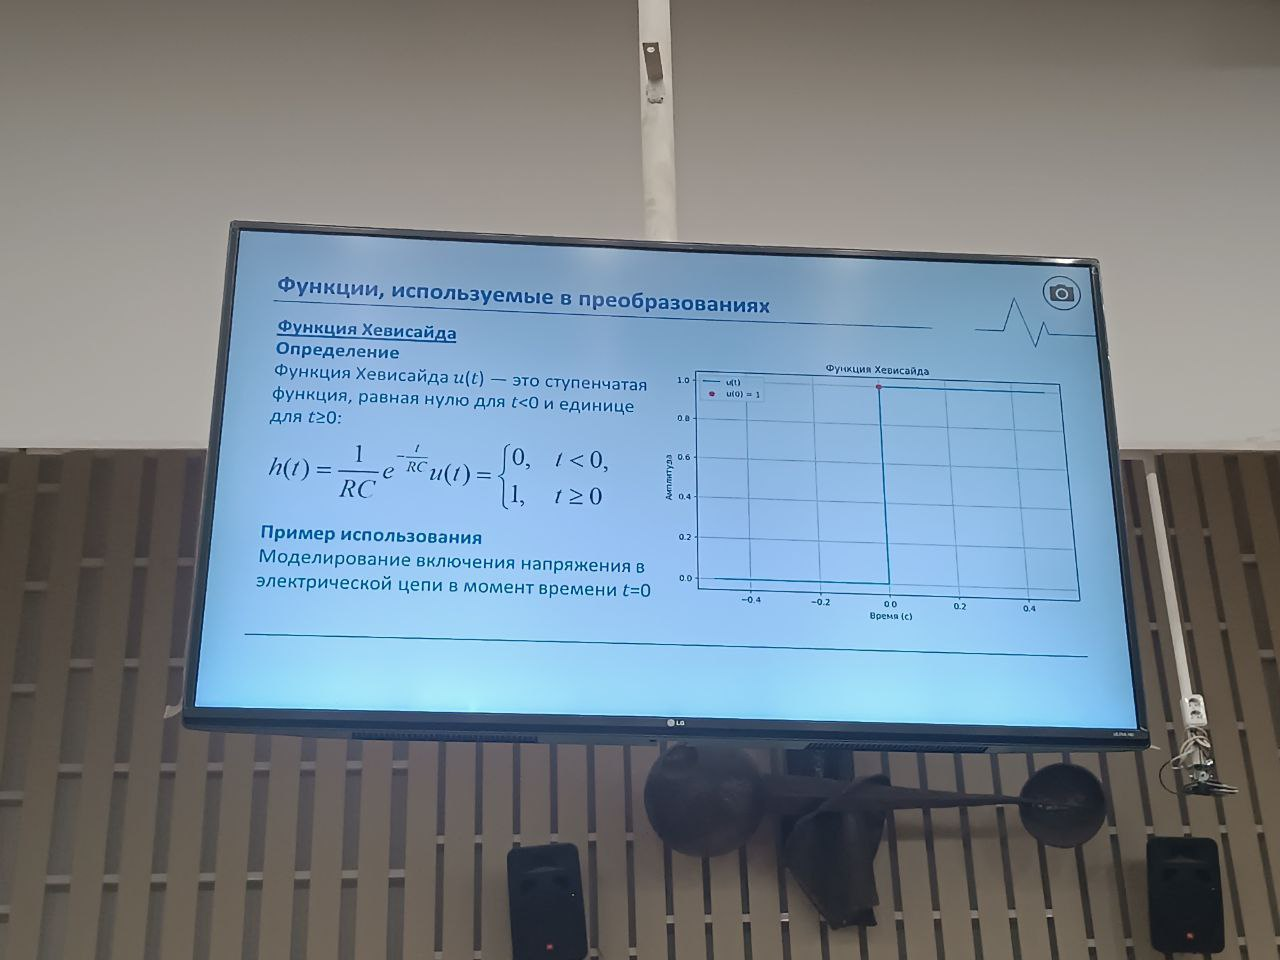 Функции, используемые в преобразованиях
Функция Хевисайда
Определение
Функция Хевисайда u(t) — это ступенчатая
функция, равная нулю для t<0 и единице
для t≥0:
h(t) = 1/RC e^(-t/RC) u(t) = {0, t < 0,
1, t ≥ 0
Пример использования
Моделирование включения напряжения в
электрической цепи в момент времени t=0
Функция Хевисайда
u(t)
u(0) = 1
1.0
0.8
0.6
0.4
0.2
0.0
Амплитуда
−0.4 −0.2 0.0 0.2 0.4
Время (с)
LG